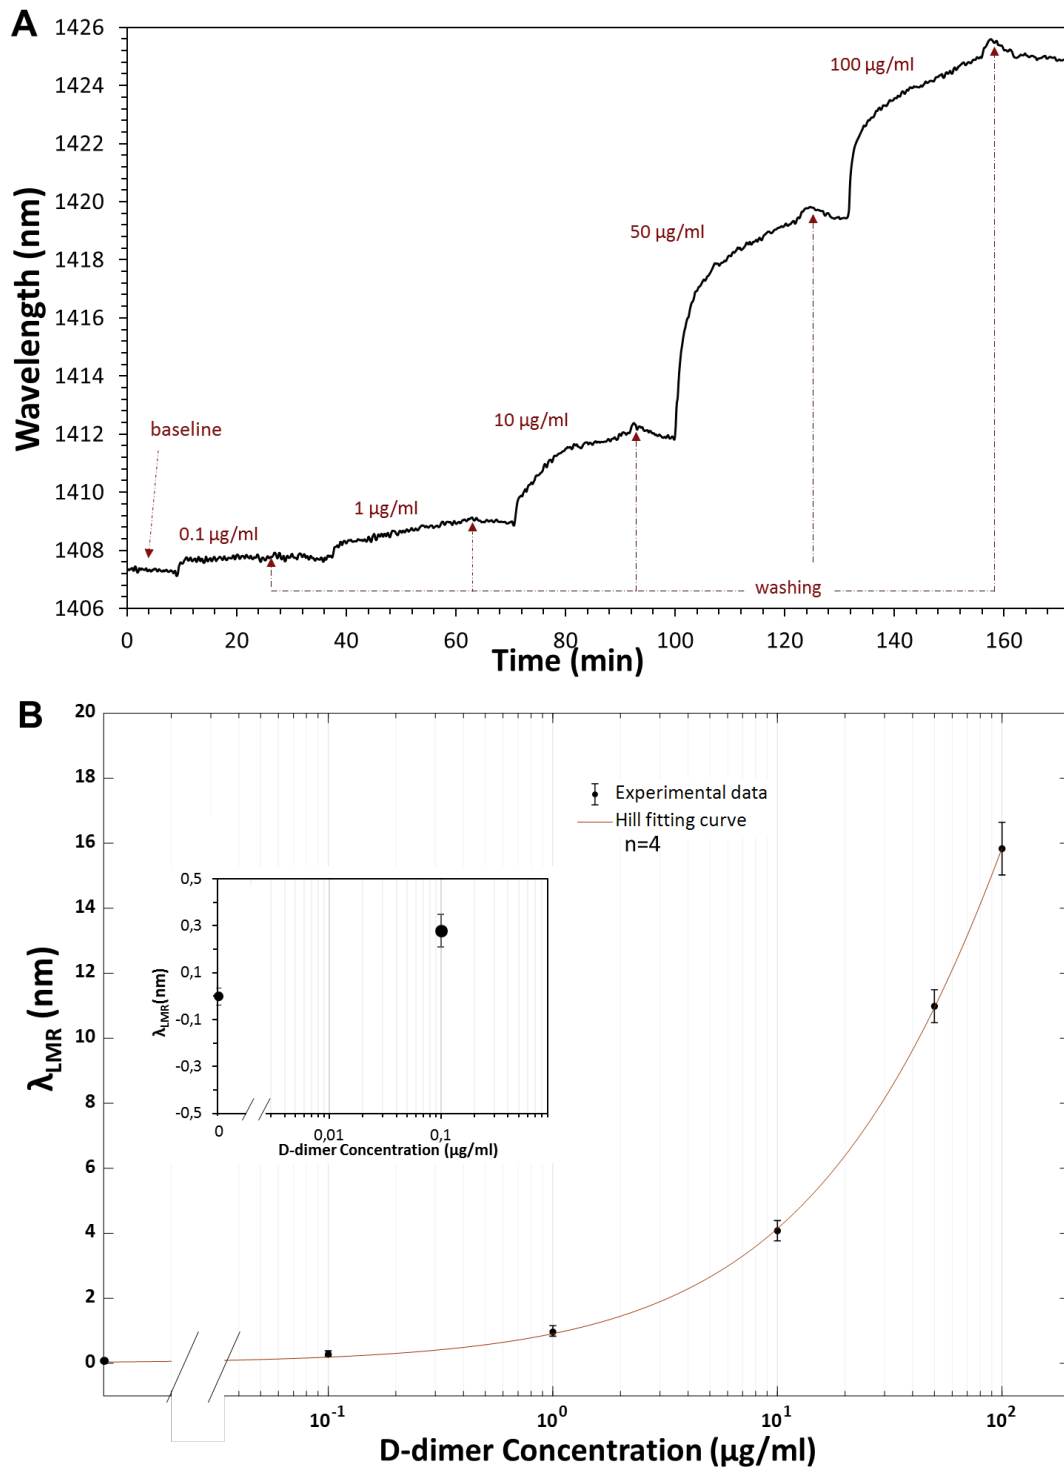 A
1426
1424
1422
1420
1418
1416
1414
1412
1410
1408
1406
Wavelength (nm)
100 µg/ml
50 µg/ml
10 µg/ml
baseline
1 µg/ml
0.1 µg/ml
washing
0 20 40 60 80 100 120 140 160
Time (min)
B
20
18
16
14
12
10
8
6
4
2
0
λLMR (nm)
Experimental data
Hill fitting curve
n=4
0,5
0,3
0,1
-0,1
-0,3
-0,5
λLMR(nm)
0 0,01 0,1
D-dimer Concentration (µg/ml)
10⁻¹ 10⁰ 10¹ 10²
D-dimer Concentration (µg/ml)